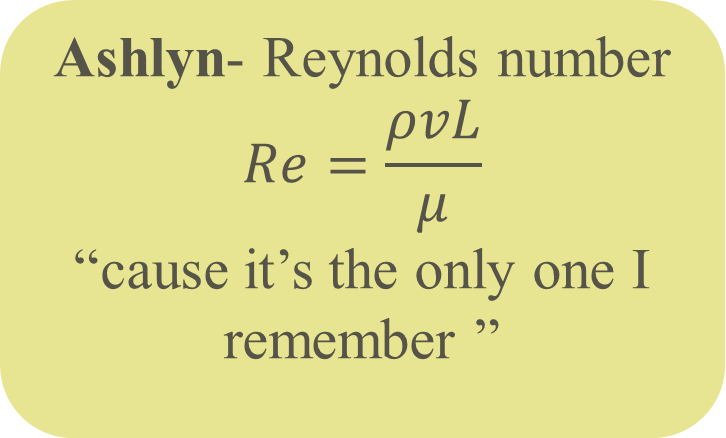 Ashlyn- Reynolds number
Re = ρvL / μ
“cause it’s the only one I
remember ”